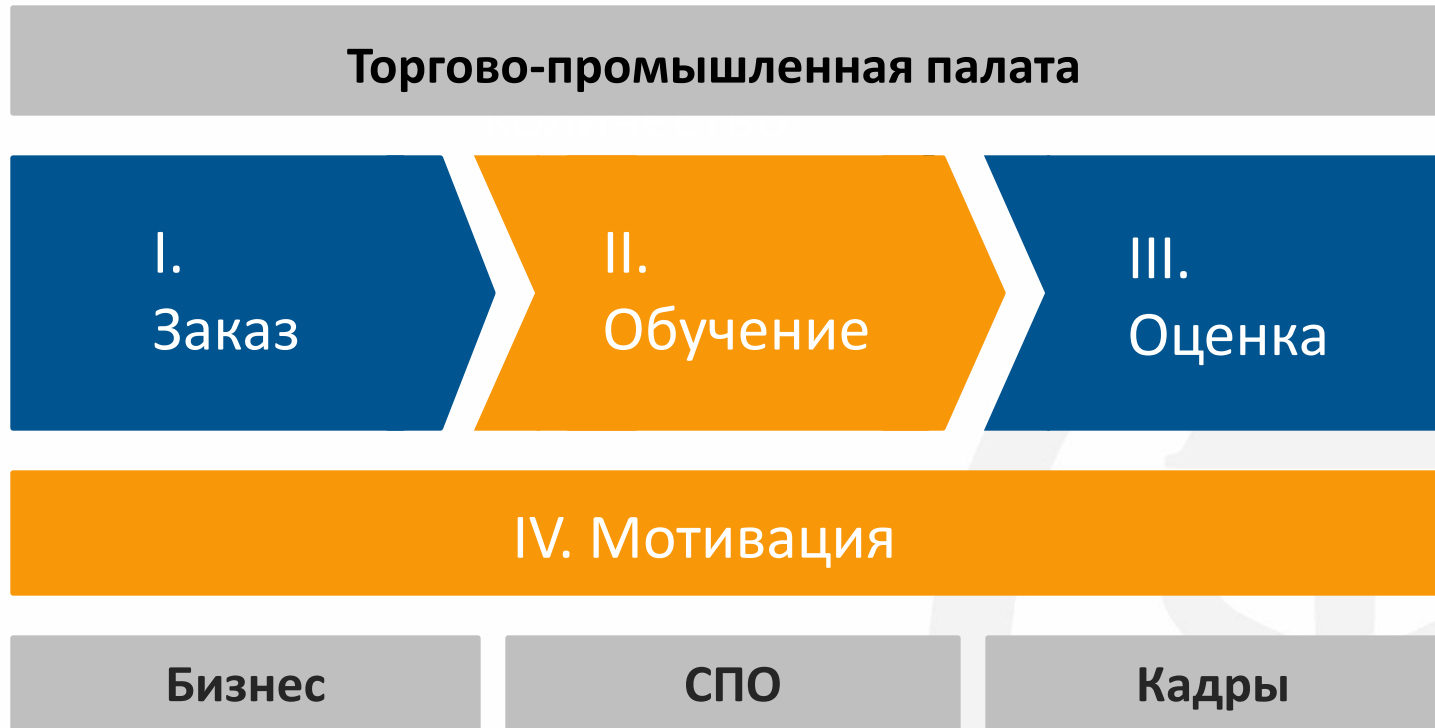 Торгово-промышленная палата
I.
Заказ
II.
Обучение
III.
Оценка
IV. Мотивация
Бизнес
СПО
Кадры